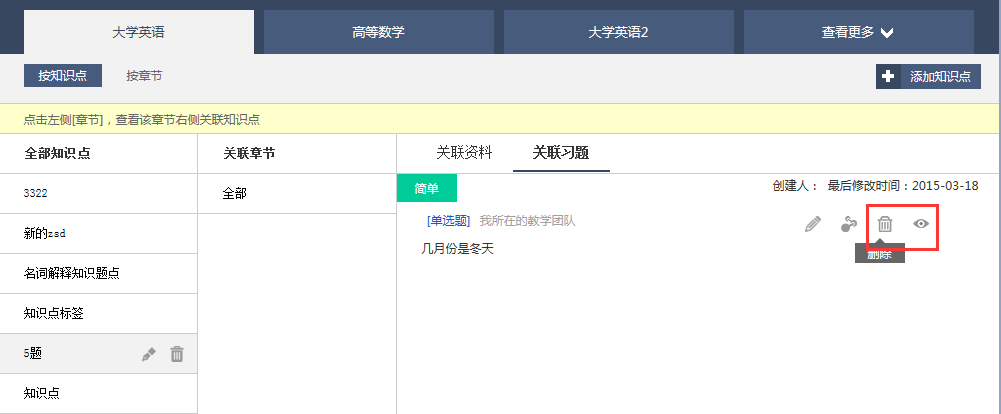 大学英语 高等数学 大学英语2 查看更多
按知识点 按章节 添加知识点
点击左侧[章节]，查看该章节右侧关联知识点
全部知识点 关联章节 关联资料 关联习题
3322 全部
简单 创建人： 最后修改时间：2015-03-18
新的zsd
[单选题] 我所在的教学团队
几月份是冬天
删除
名词解释知识题点
知识点标签
5题
知识点